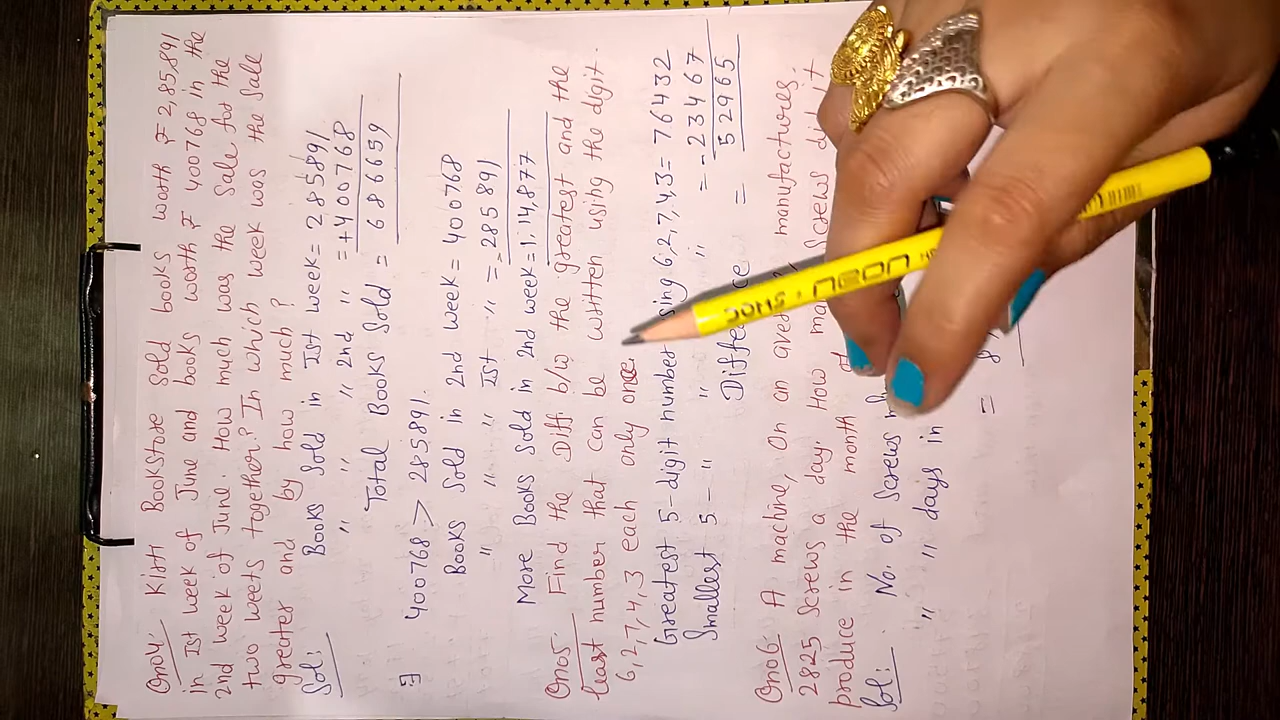 Qno4. Kirti Bookstore Sold books worth ₹ 2,85,891
in Ist week of June and books worth ₹ 400768 in the
2nd week of June. How much was the Sale for the
two weeks together? In which week was the Sale
greater and by how much?
Sol: Books Sold in Ist week = 285891
" " " 2nd " = +400768
Total Books Sold = 686659
400768 > 285891.
Books Sold in 2nd week = 400768
" " " Ist " = -285891
More Books Sold in 2nd week = 1,14,877
Qno5. Find the Diff b/w the greatest and the
least number that can be written using the digit.
6,2,7,4,3 each only once
Greatest 5-digit number using 6,2,7,4,3 = 76432
Smallest 5 - " " " = -23467
Difference = 52965
Qno6 A machine, On an manufactures
2825 Screws a day. How Screws did it
produce in the month
Sol: No. of Screws
" " days in
= 8